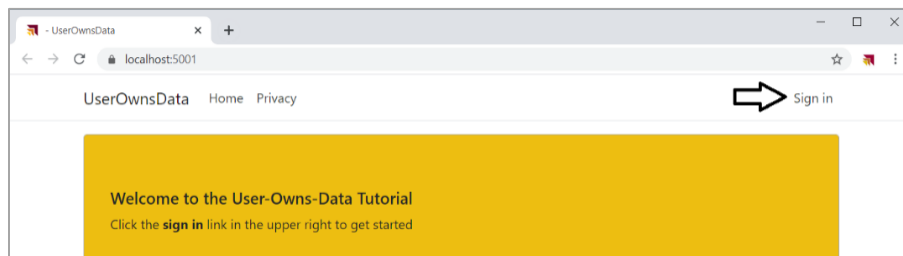 - UserOwnsData
localhost:5001
UserOwnsData Home Privacy Sign in
Welcome to the User-Owns-Data Tutorial
Click the sign in link in the upper right to get started